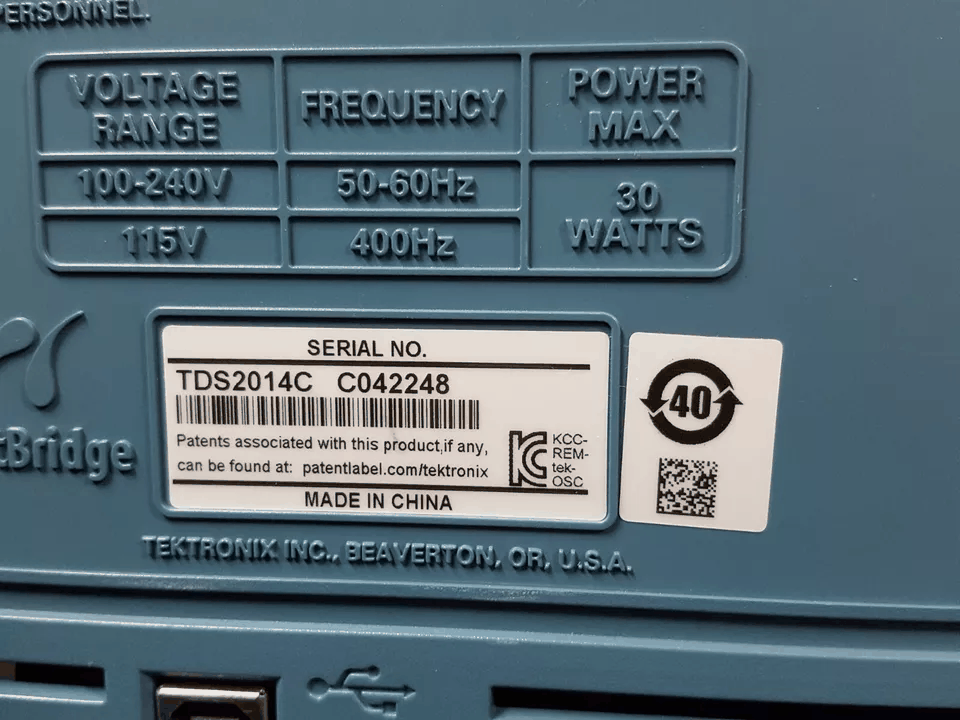 PERSONNEL.
VOLTAGE RANGE FREQUENCY POWER MAX
100-240V 50-60Hz 30 WATTS
115V 400Hz
SERIAL NO.
TDS2014C C042248
Patents associated with this product,if any,
can be found at: patentlabel.com/tektronix
KCC-
REM-
tek-
OSC
MADE IN CHINA
40
tBridge
TEKTRONIX INC., BEAVERTON, OR, U.S.A.